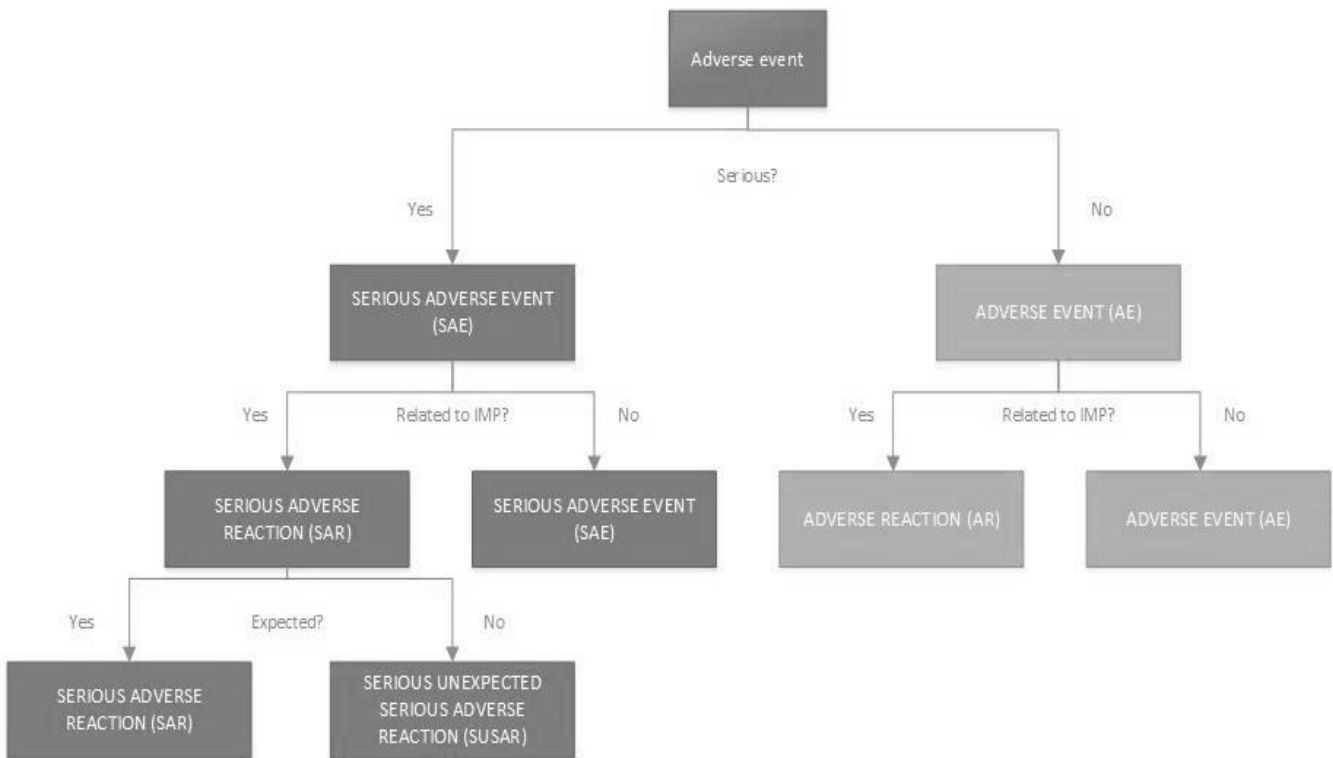 Adverse event
Serious?
Yes
No
SERIOUS ADVERSE EVENT
(SAE)
ADVERSE EVENT (AE)
Yes
Related to IMP?
No
Yes
Related to IMP?
No
SERIOUS ADVERSE
REACTION (SAR)
SERIOUS ADVERSE EVENT
(SAE)
ADVERSE REACTION (AR)
ADVERSE EVENT (AE)
Yes
Expected?
No
SERIOUS ADVERSE
REACTION (SAR)
SERIOUS UNEXPECTED
SERIOUS ADVERSE
REACTION (SUSAR)